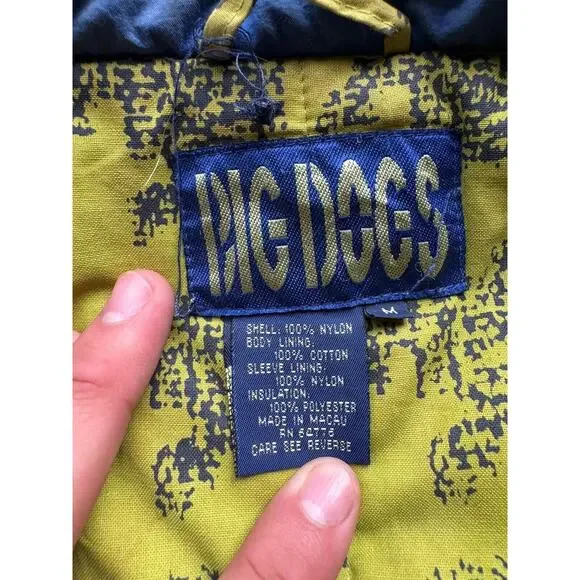 BIG DOGS
M
SHELL: 100% NYLON
BODY LINING:
100% COTTON
SLEEVE LINING:
100% NYLON
INSULATION:
100% POLYESTER
MADE IN MACAU
RN 64775
CARE SEE REVERSE